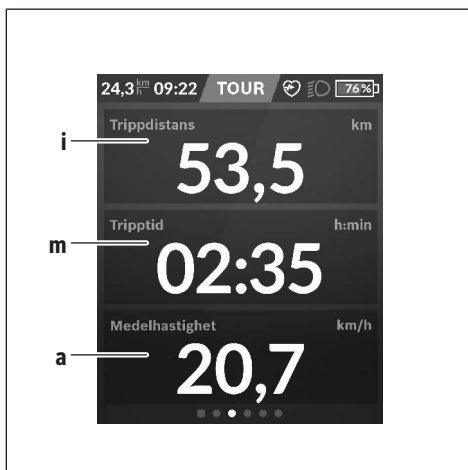 24,3 km/h 09:22 TOUR 76%
i Trippdistans km
53,5
m Tripptid h:min
02:35
a Medelhastighet km/h
20,7